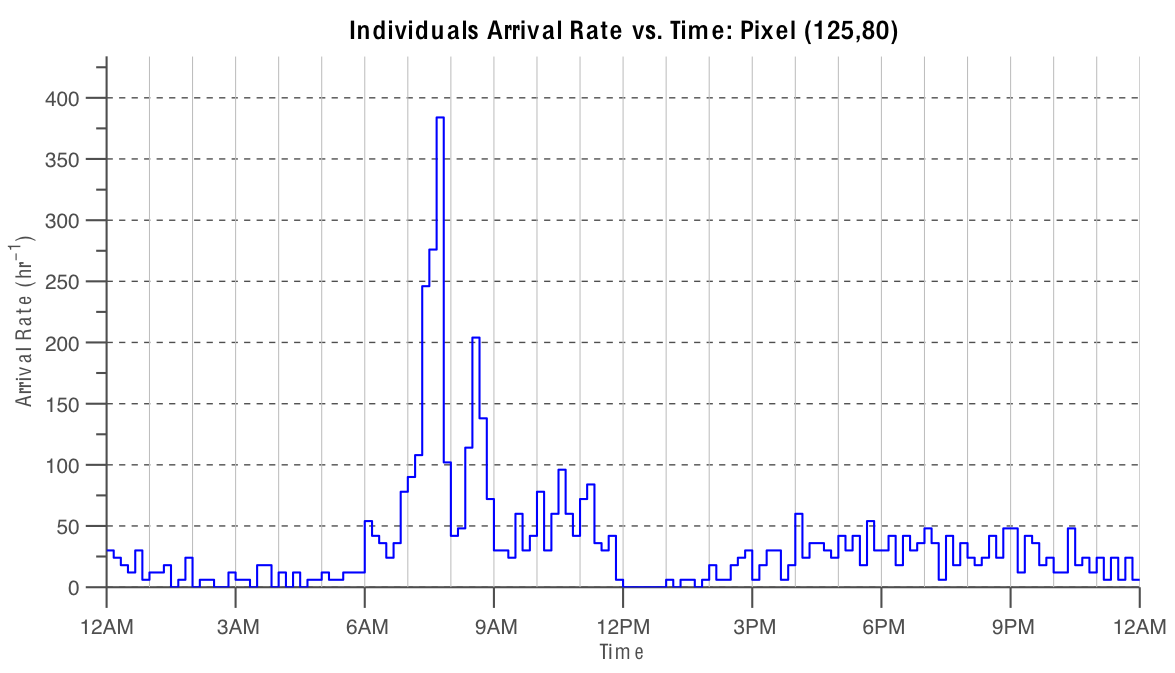 Individuals Arrival Rate vs. Time: Pixel (125,80)
400
350
300
250
200
150
100
50
0
Arrival Rate (hr⁻¹)
12AM 3AM 6AM 9AM 12PM 3PM 6PM 9PM 12AM
Time